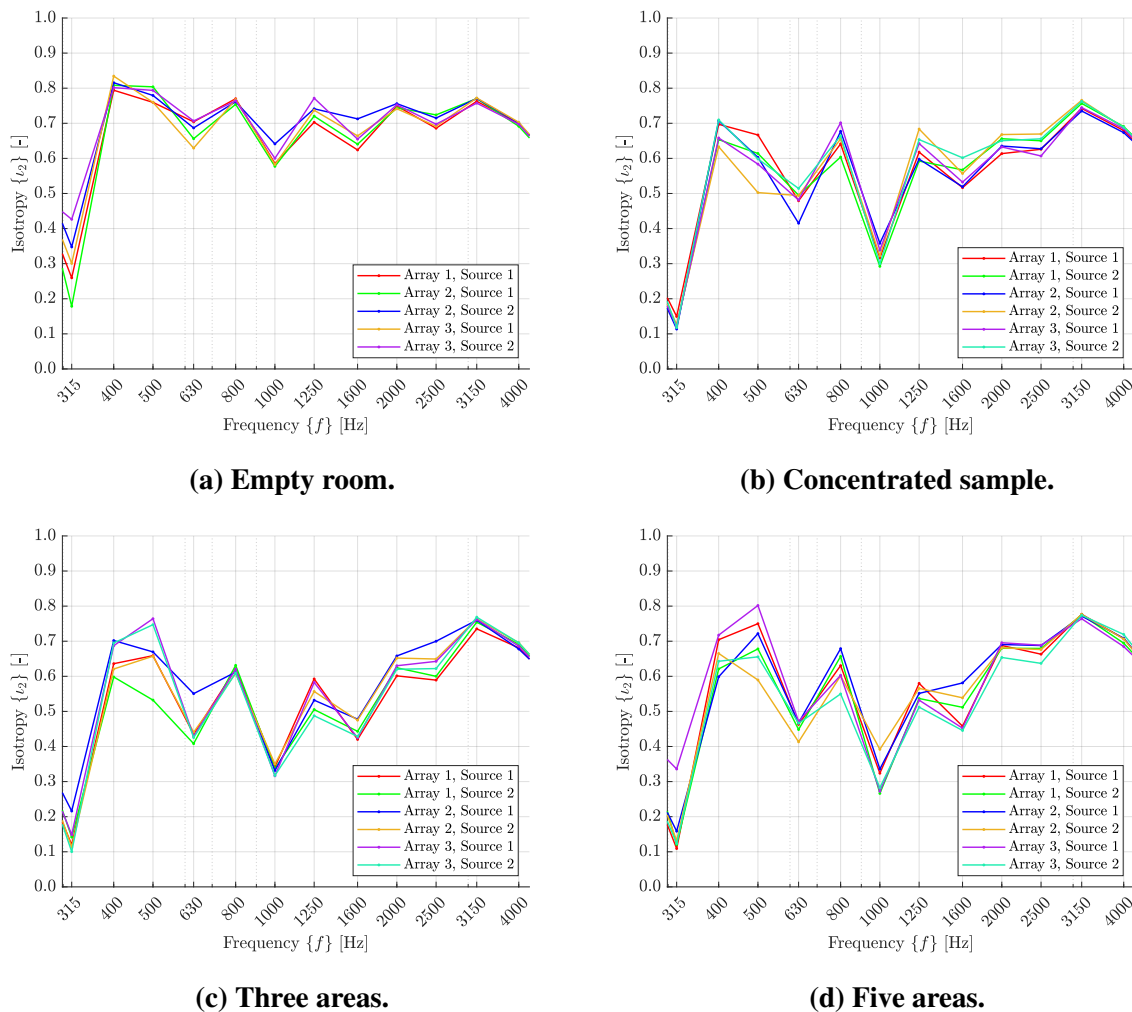 1.0
0.9
0.8
0.7
0.6
0.5
0.4
0.3
0.2
0.1
0.0
Isotropy {ι₂} [-]
315 400 500 630 800 1000 1250 1600 2000 2500 3150 4000
Frequency {f} [Hz]
Array 1, Source 1
Array 2, Source 1
Array 2, Source 2
Array 3, Source 1
Array 3, Source 2
(a) Empty room.
1.0
0.9
0.8
0.7
0.6
0.5
0.4
0.3
0.2
0.1
0.0
Isotropy {ι₂} [-]
315 400 500 630 800 1000 1250 1600 2000 2500 3150 4000
Frequency {f} [Hz]
Array 1, Source 1
Array 1, Source 2
Array 2, Source 1
Array 2, Source 2
Array 3, Source 1
Array 3, Source 2
(b) Concentrated sample.
1.0
0.9
0.8
0.7
0.6
0.5
0.4
0.3
0.2
0.1
0.0
Isotropy {ι₂} [-]
315 400 500 630 800 1000 1250 1600 2000 2500 3150 4000
Frequency {f} [Hz]
Array 1, Source 1
Array 1, Source 2
Array 2, Source 1
Array 2, Source 2
Array 3, Source 1
Array 3, Source 2
(c) Three areas.
1.0
0.9
0.8
0.7
0.6
0.5
0.4
0.3
0.2
0.1
0.0
Isotropy {ι₂} [-]
315 400 500 630 800 1000 1250 1600 2000 2500 3150 4000
Frequency {f} [Hz]
Array 1, Source 1
Array 1, Source 2
Array 2, Source 1
Array 2, Source 2
Array 3, Source 1
Array 3, Source 2
(d) Five areas.